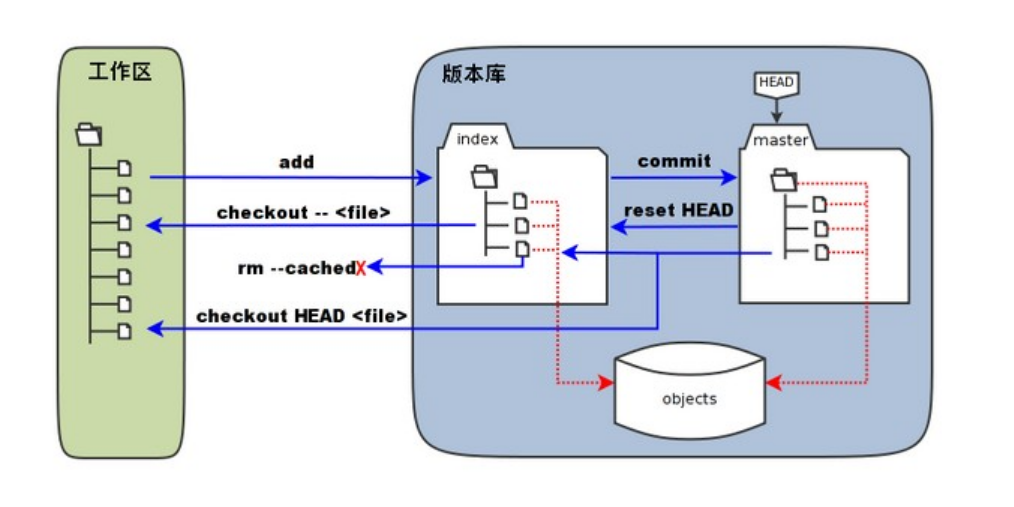 工作区
版本库
HEAD
index
master
add
commit
checkout -- <file>
reset HEAD
rm --cachedX
checkout HEAD <file>
objects